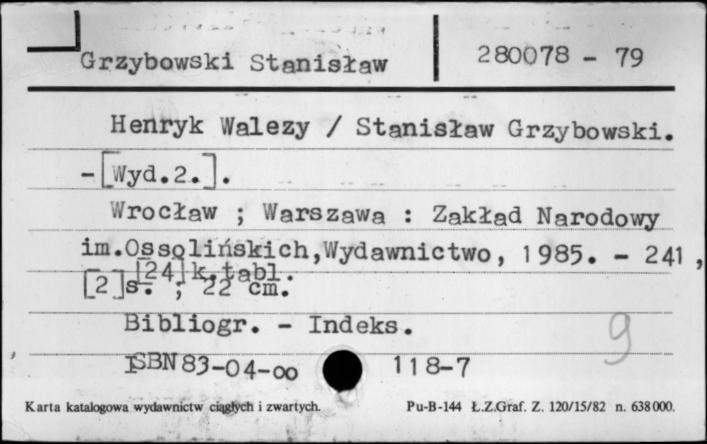 Grzybowski Stanisław 280078 - 79
Henryk Walezy / Stanisław Grzybowski.
-[Wyd.2.].
Wrocław ; Warszawa : Zakład Narodowy
im.Ossolińskich,Wydawnictwo, 1985. - 241 ,
[24]k.tabl.
[2]s. ; 22 cm.
Bibliogr. - Indeks.
9
ISBN 83-04-00 118-7
Karta katalogowa wydawnictw ciągłych i zwartych. Pu-B-144 Ł.Z.Graf. Z. 120/15/82 n. 638 000.